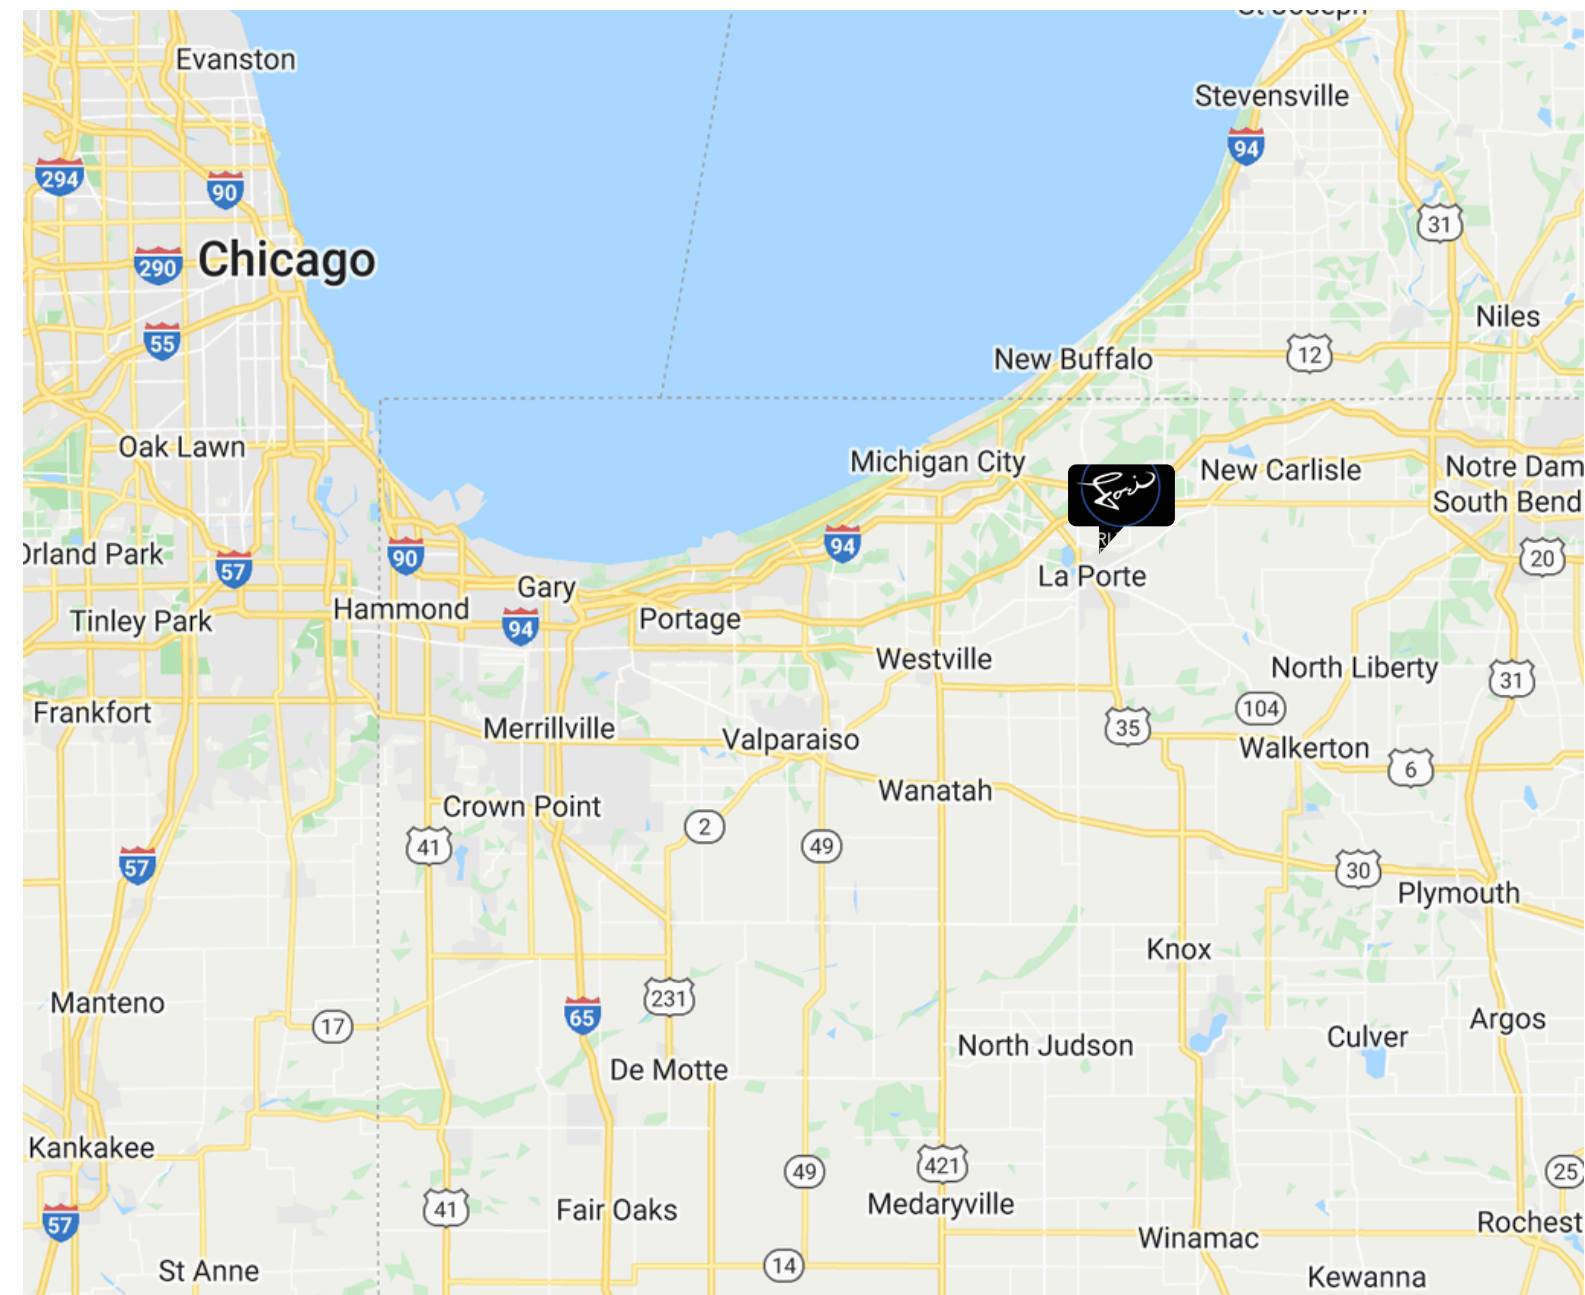 St Joseph
Evanston
Stevensville
94
294
90
31
Chicago
290
Niles
55
12
New Buffalo
Oak Lawn
Michigan City
New Carlisle
Notre Dam
South Bend
94
Orland Park
90
20
57
La Porte
Gary
Hammond
94
Portage
Tinley Park
Westville
North Liberty
31
104
Frankfort
35
Merrillville
Valparaiso
Walkerton
6
Wanatah
Crown Point
2
41
49
57
30
Plymouth
Knox
Manteno
231
65
17
Argos
Culver
North Judson
De Motte
Kankakee
49
421
25
Medaryville
41
Fair Oaks
57
Rochest
Winamac
14
St Anne
Kewanna